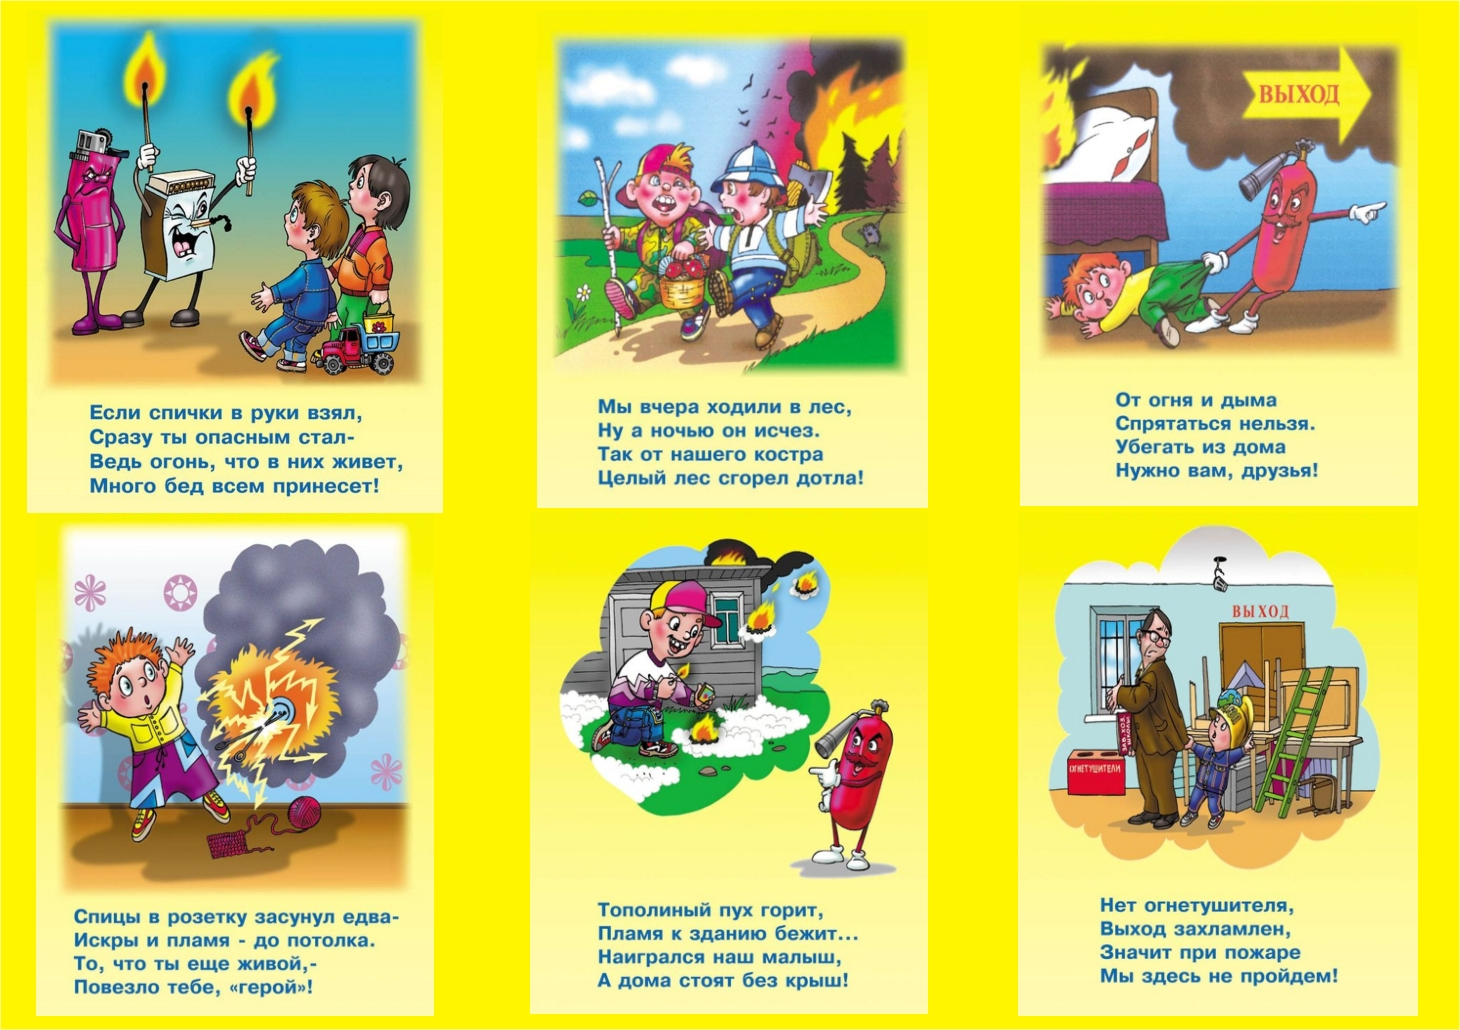 Если спички в руки взял,
Сразу ты опасным стал-
Ведь огонь, что в них живет,
Много бед всем принесет!
Мы вчера ходили в лес,
Ну а ночью он исчез.
Так от нашего костра
Целый лес сгорел дотла!
ВЫХОД
От огня и дыма
Спрятаться нельзя.
Убегать из дома
Нужно вам, друзья!
Спицы в розетку засунул едва-
Искры и пламя - до потолка.
То, что ты еще живой,-
Повезло тебе, «герой»!
Тополиный пух горит,
Пламя к зданию бежит...
Наигрался наш малыш,
А дома стоят без крыш!
ВЫХОД
ЗАВ.ХОЗ.
ШКОЛЫ
ОГНЕТУШИТЕЛИ
Нет огнетушителя,
Выход захламлен,
Значит при пожаре
Мы здесь не пройдем!